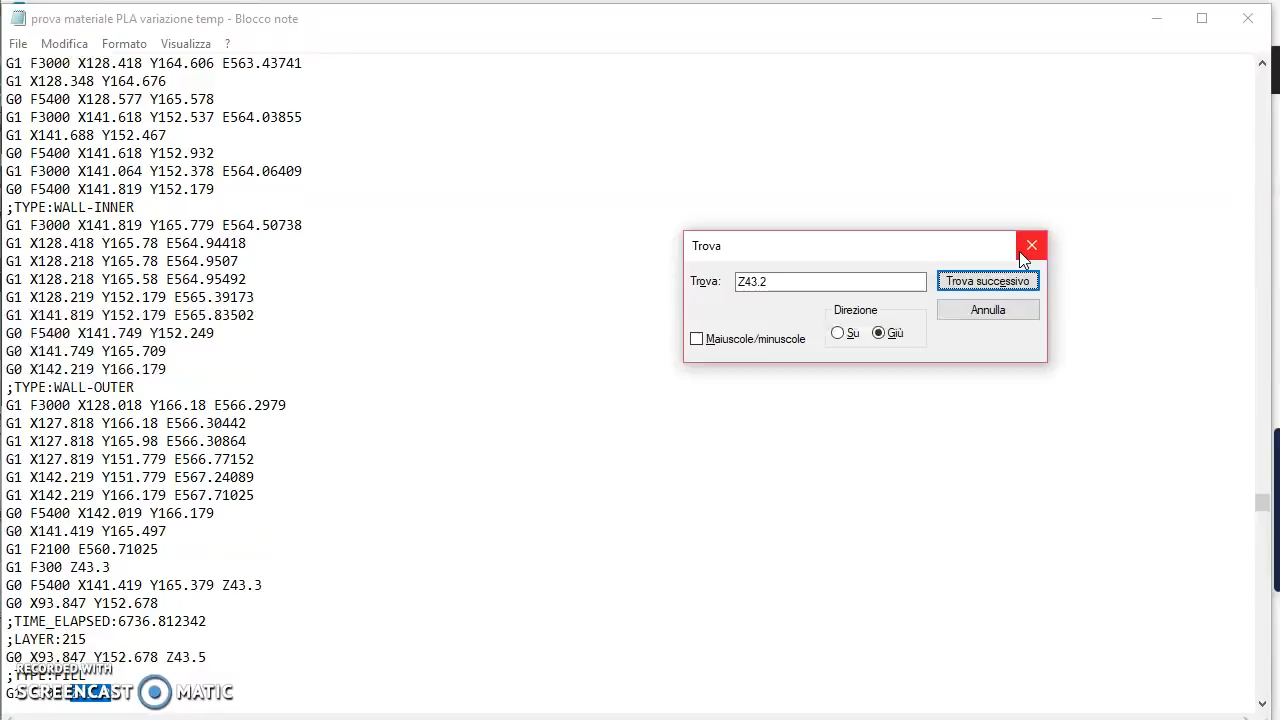 prova materiale PLA variazione temp - Blocco note
File Modifica Formato Visualizza ?
G1 F3000 X128.418 Y164.606 E563.43741
G1 X128.348 Y164.676
G0 F5400 X128.577 Y165.578
G1 F3000 X141.618 Y152.537 E564.03855
G1 X141.688 Y152.467
G0 F5400 X141.618 Y152.932
G1 F3000 X141.064 Y152.378 E564.06409
G0 F5400 X141.819 Y152.179
;TYPE:WALL-INNER
G1 F3000 X141.819 Y165.779 E564.50738
G1 X128.418 Y165.78 E564.94418
G1 X128.218 Y165.78 E564.9507
G1 X128.218 Y165.58 E564.95492
G1 X128.219 Y152.179 E565.39173
G1 X141.819 Y152.179 E565.83502
G0 F5400 X141.749 Y152.249
G0 X141.749 Y165.709
G0 X142.219 Y166.179
;TYPE:WALL-OUTER
G1 F3000 X128.018 Y166.18 E566.2979
G1 X127.818 Y166.18 E566.30442
G1 X127.818 Y165.98 E566.30864
G1 X127.819 Y151.779 E566.77152
G1 X142.219 Y151.779 E567.24089
G1 X142.219 Y166.179 E567.71025
G0 F5400 X142.019 Y166.179
G0 X141.419 Y165.497
G1 F2100 E560.71025
G1 F300 Z43.3
G0 F5400 X141.419 Y165.379 Z43.3
G0 X93.847 Y152.678
;TIME_ELAPSED:6736.812342
;LAYER:215
G0 X93.847 Y152.678 Z43.5
;TYPE:FILL
Trova
Trova: Z43.2
Trova successivo
Direzione
Annulla
Su Giù
Maiuscole/minuscole
RECORDED WITH
SCREENCAST MATIC